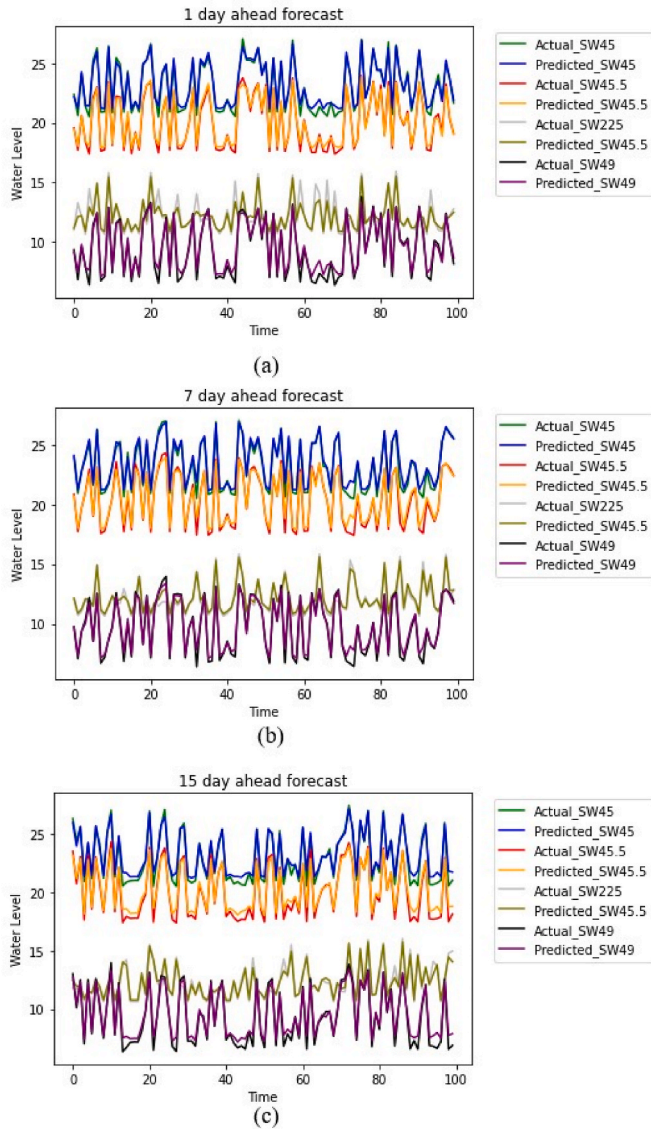 1 day ahead forecast
Water Level
25
20
15
10
0 20 40 60 80 100
Time
Actual_SW45
Predicted_SW45
Actual_SW45.5
Predicted_SW45.5
Actual_SW225
Predicted_SW45.5
Actual_SW49
Predicted_SW49
(a)
7 day ahead forecast
Water Level
25
20
15
10
0 20 40 60 80 100
Time
Actual_SW45
Predicted_SW45
Actual_SW45.5
Predicted_SW45.5
Actual_SW225
Predicted_SW45.5
Actual_SW49
Predicted_SW49
(b)
15 day ahead forecast
Water Level
25
20
15
10
0 20 40 60 80 100
Time
Actual_SW45
Predicted_SW45
Actual_SW45.5
Predicted_SW45.5
Actual_SW225
Predicted_SW45.5
Actual_SW49
Predicted_SW49
(c)